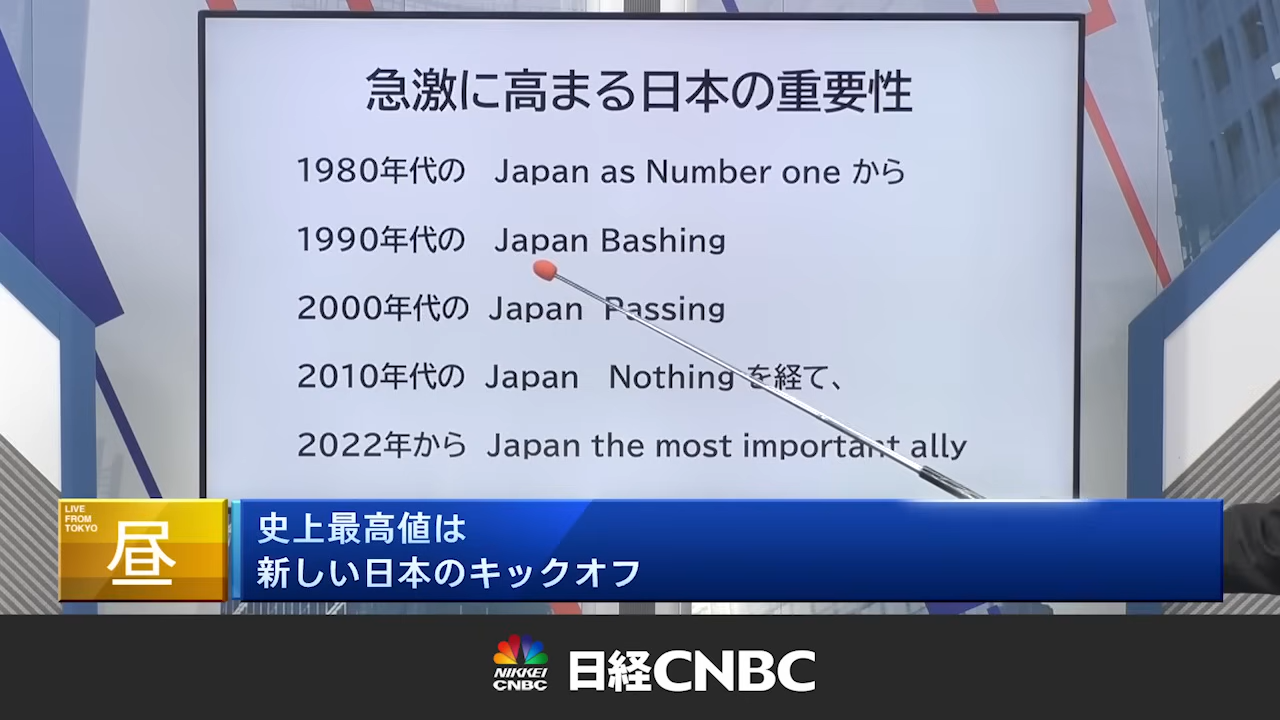 急激に高まる日本の重要性
1980年代の Japan as Number one から
1990年代の Japan Bashing
2000年代の Japan Passing
2010年代の Japan Nothing を経て、
2022年から Japan the most important ally
LIVE
FROM
TOKYO
昼
史上最高値は
新しい日本のキックオフ
NIKKEI
CNBC
日経CNBC